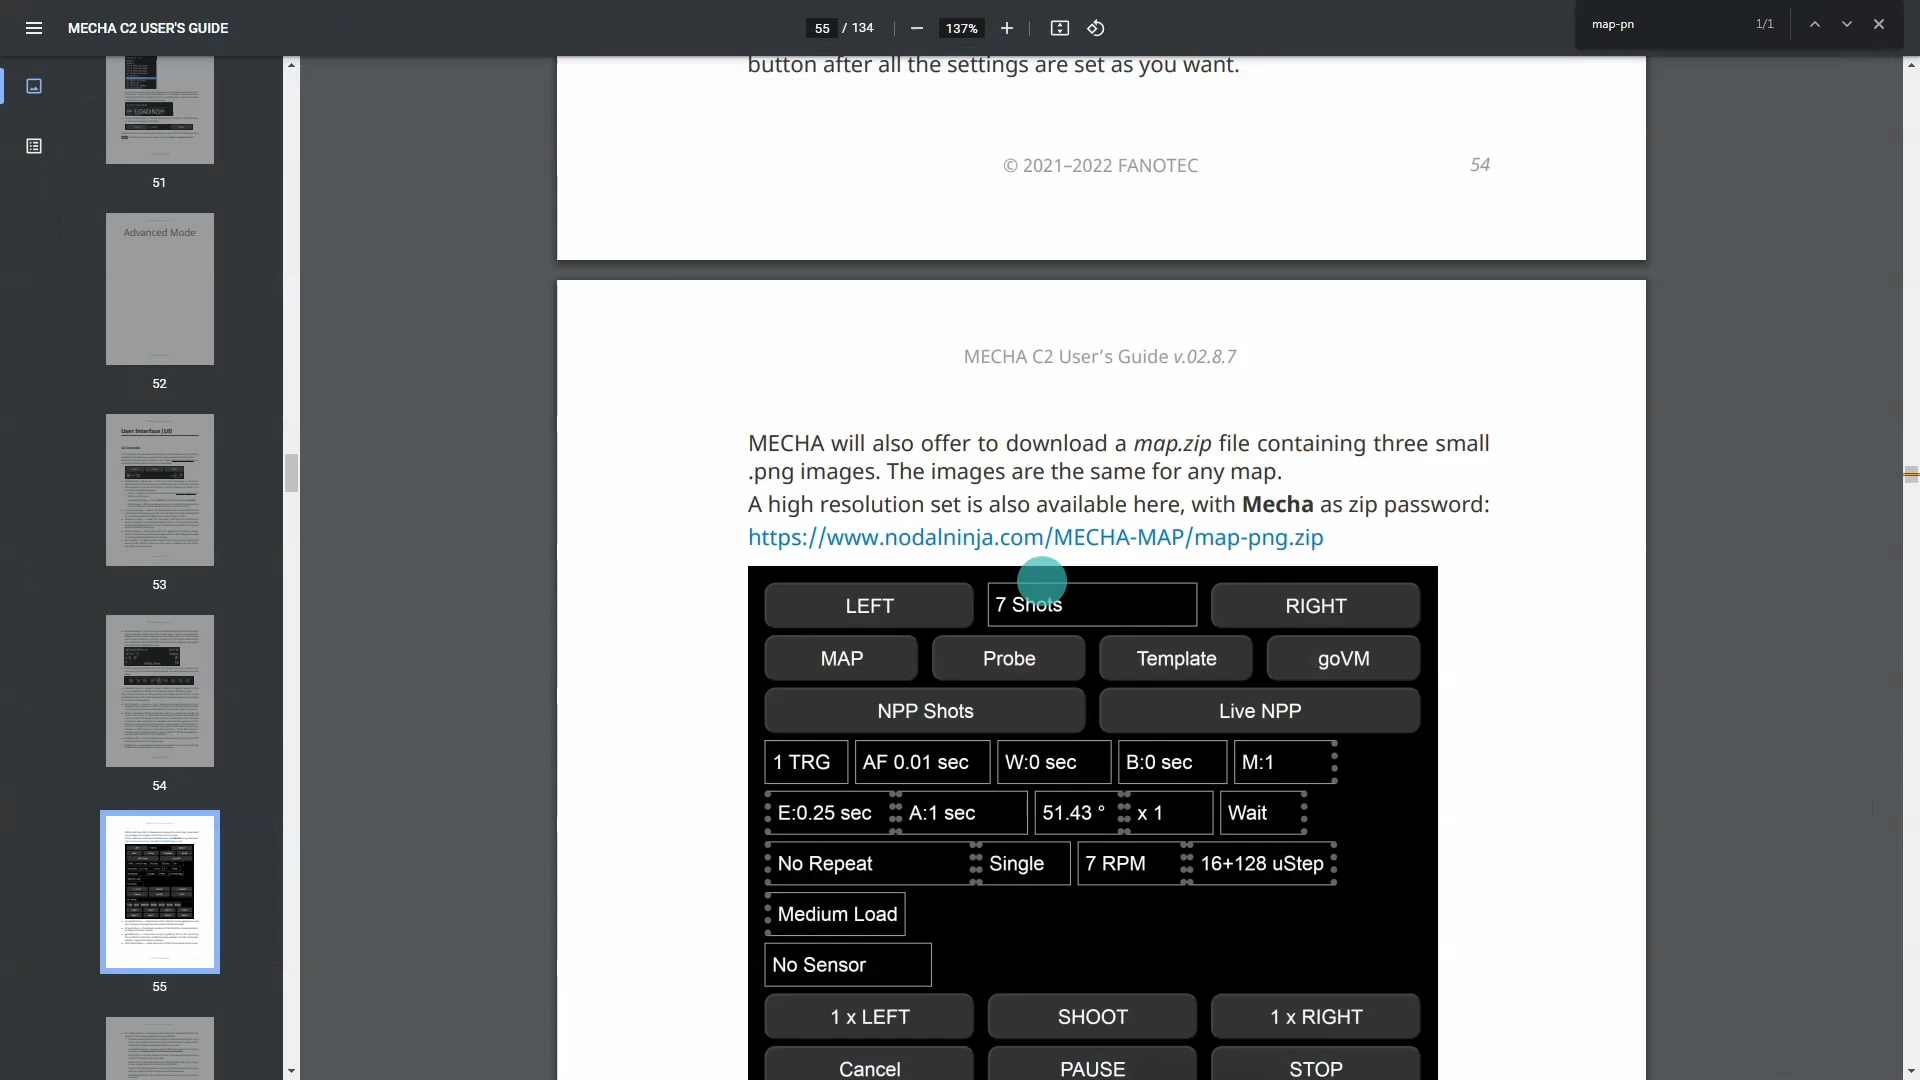 MECHA C2 USER'S GUIDE
55 / 134
137%
map-pn 1/1
51
Advanced Mode
52
User Interface (UI)
53
54
55
button after all the settings are set as you want.
© 2021–2022 FANOTEC 54
MECHA C2 User's Guide v.02.8.7
MECHA will also offer to download a map.zip file containing three small
.png images. The images are the same for any map.
A high resolution set is also available here, with Mecha as zip password:
https://www.nodalninja.com/MECHA-MAP/map-png.zip
LEFT 7 Shots RIGHT
MAP Probe Template goVM
NPP Shots Live NPP
1 TRG AF 0.01 sec W:0 sec B:0 sec M:1
E:0.25 sec A:1 sec 51.43 ° x 1 Wait
No Repeat Single 7 RPM 16+128 uStep
Medium Load
No Sensor
1 x LEFT SHOOT 1 x RIGHT
Cancel PAUSE STOP